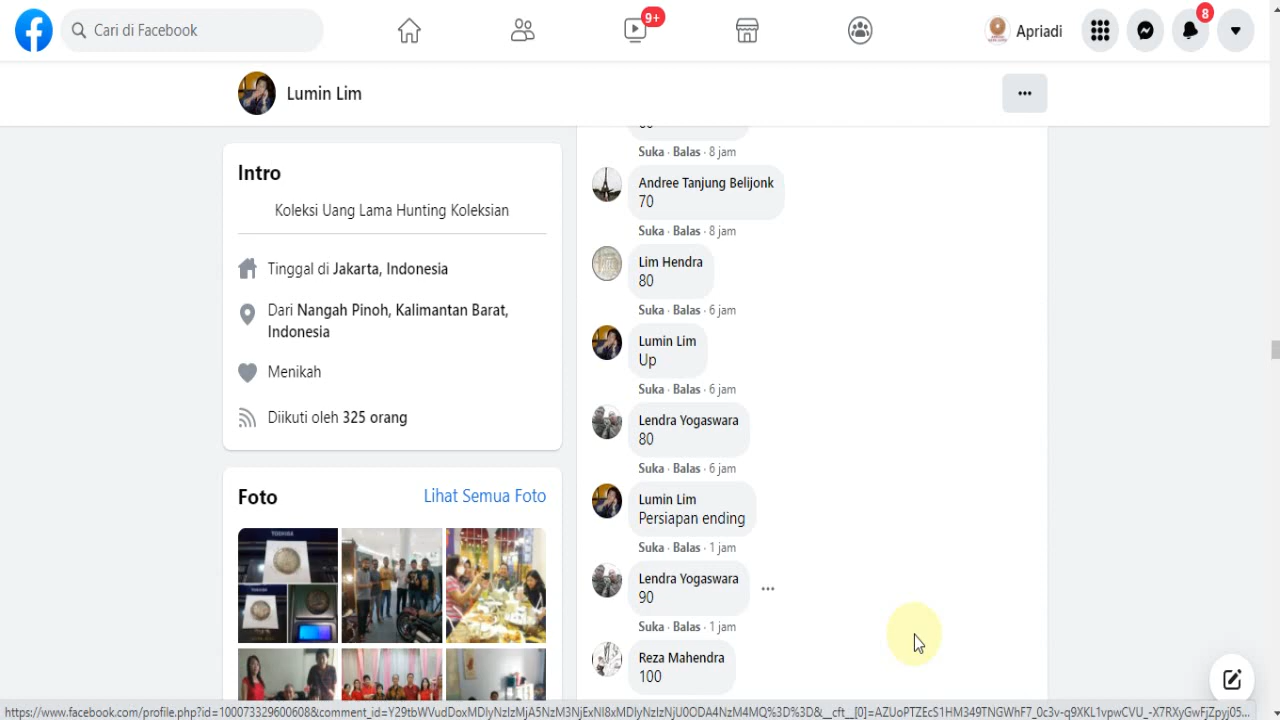 Cari di Facebook
9+
Apriadi
8
Lumin Lim
Intro
Koleksi Uang Lama Hunting Koleksian
Tinggal di Jakarta, Indonesia
Dari Nangah Pinoh, Kalimantan Barat,
Indonesia
Menikah
Diikuti oleh 325 orang
Foto
Lihat Semua Foto
TOSHIBA
Suka · Balas · 8 jam
Andree Tanjung Belijonk
70
Suka · Balas · 8 jam
Lim Hendra
80
Suka · Balas · 6 jam
Lumin Lim
Up
Suka · Balas · 6 jam
Lendra Yogaswara
80
Suka · Balas · 6 jam
Lumin Lim
Persiapan ending
Suka · Balas · 1 jam
Lendra Yogaswara
90
Suka · Balas · 1 jam
Reza Mahendra
100